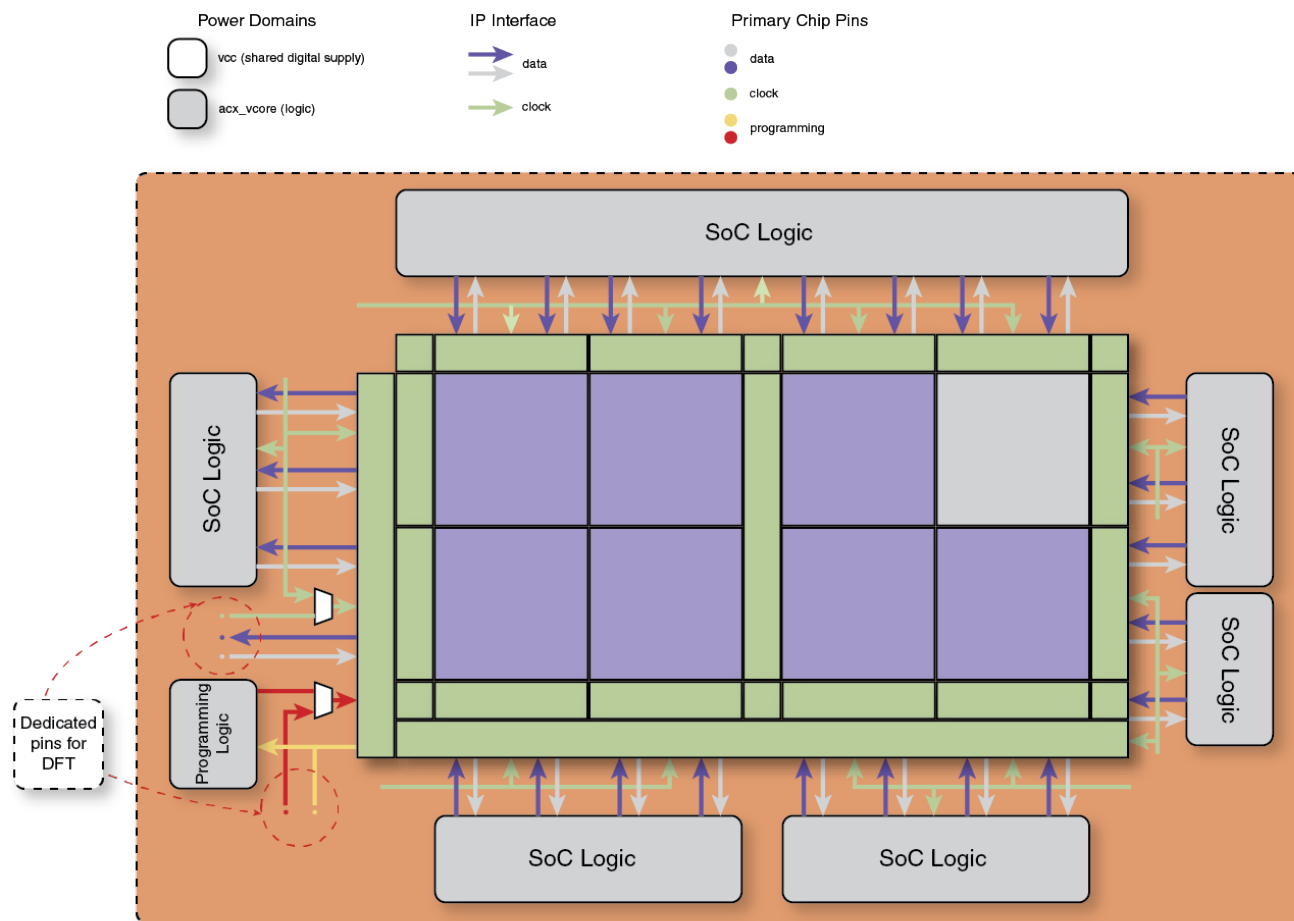 Power Domains
IP Interface
Primary Chip Pins
vcc (shared digital supply)
data
data
acx_vcore (logic)
clock
clock
programming
SoC Logic
SoC Logic
SoC Logic
SoC Logic
Programming
Logic
Dedicated
pins for
DFT
SoC Logic
SoC Logic